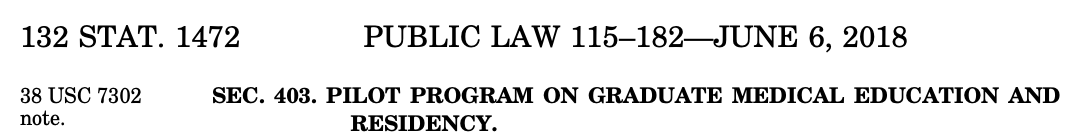 132 STAT. 1472 PUBLIC LAW 115–182—JUNE 6, 2018
38 USC 7302
note.
SEC. 403. PILOT PROGRAM ON GRADUATE MEDICAL EDUCATION AND
RESIDENCY.